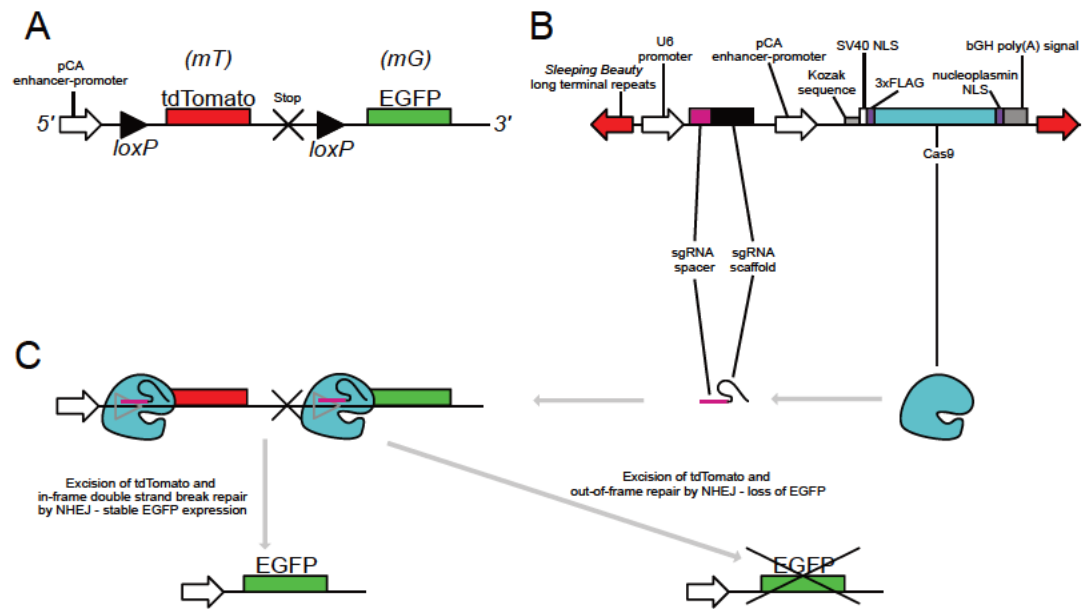 A
(mT)
(mG)
pCA
enhancer-promoter
tdTomato
Stop
EGFP
5'
3'
loxP
loxP
B
U6
promoter
pCA
enhancer-promoter
SV40 NLS
bGH poly(A) signal
Sleeping Beauty
long terminal repeats
Kozak
sequence
3xFLAG
nucleoplasmin
NLS
Cas9
sgRNA
spacer
sgRNA
scaffold
C
Excision of tdTomato and
in-frame double strand break repair
by NHEJ - stable EGFP expression
Excision of tdTomato and
out-of-frame repair by NHEJ - loss of EGFP
EGFP
EGFP